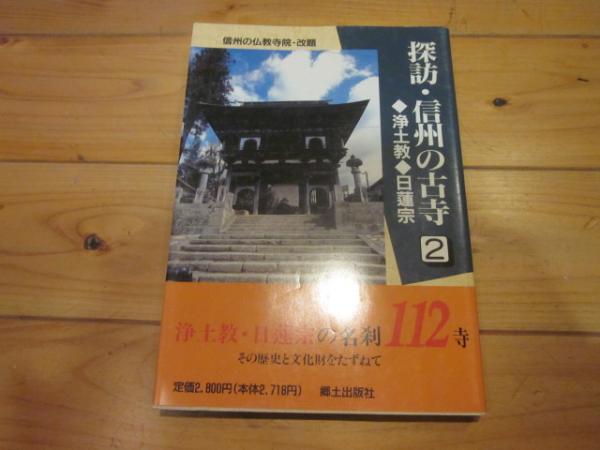 信州の仏教寺院・改題
探訪・信州の古寺 2
◆浄土教◆日蓮宗
浄土教・日蓮宗の名刹112寺
その歴史と文化財をたずねて
定価2,800円(本体2,718円) 郷土出版社